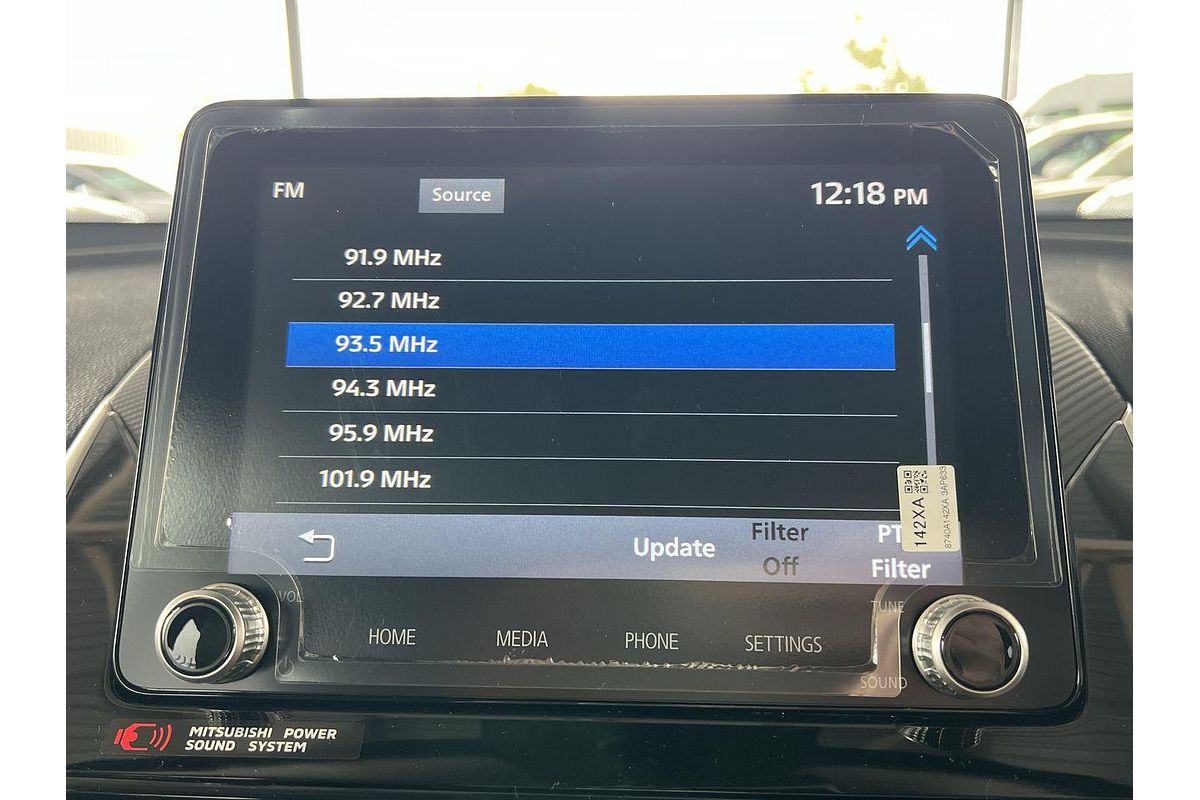 FM
Source
12:18 PM
91.9 MHz
92.7 MHz
93.5 MHz
94.3 MHz
95.9 MHz
101.9 MHz
Update
Filter
Off
Filter
142XA
8740A142XA 3AP633
VOL
TUNE
HOME
MEDIA
PHONE
SETTINGS
SOUND
MITSUBISHI POWER
SOUND SYSTEM